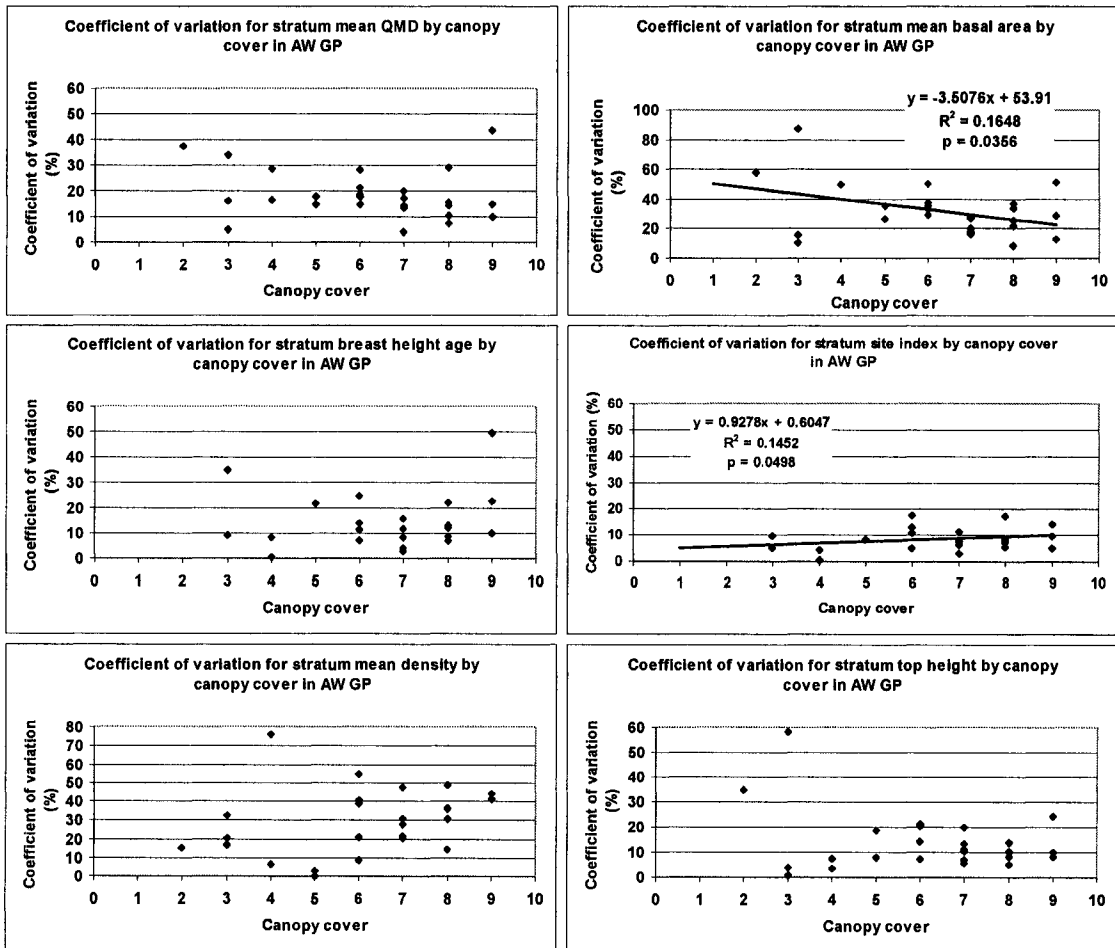 Coefficient of variation for stratum mean QMD by canopy
cover in AW GP
Coefficient of variation
(%)
60
50
40
30
20
10
0
0 1 2 3 4 5 6 7 8 9 10
Canopy cover
Coefficient of variation for stratum mean basal area by
canopy cover in AW GP
y = -3.5076x + 53.91
R² = 0.1648
p = 0.0356
Coefficient of variation
(%)
100
80
60
40
20
0
0 1 2 3 4 5 6 7 8 9 10
Canopy cover
Coefficient of variation for stratum breast height age by
canopy cover in AW GP
Coefficient of variation
(%)
60
50
40
30
20
10
0
0 1 2 3 4 5 6 7 8 9 10
Canopy cover
Coefficient of variation for stratum site index by canopy cover
in AW GP
y = 0.9278x + 0.6047
R² = 0.1452
p = 0.0498
Coefficient of variation (%)
60
50
40
30
20
10
0
0 1 2 3 4 5 6 7 8 9 10
Canopy cover
Coefficient of variation for stratum mean density by
canopy cover in AW GP
Coefficient of variation
(%)
80
70
60
50
40
30
20
10
0
0 1 2 3 4 5 6 7 8 9 10
Canopy cover
Coefficient of variation for stratum top height by canopy
cover in AW GP
Coefficient of variation
(%)
60
50
40
30
20
10
0
0 1 2 3 4 5 6 7 8 9 10
Canopy cover